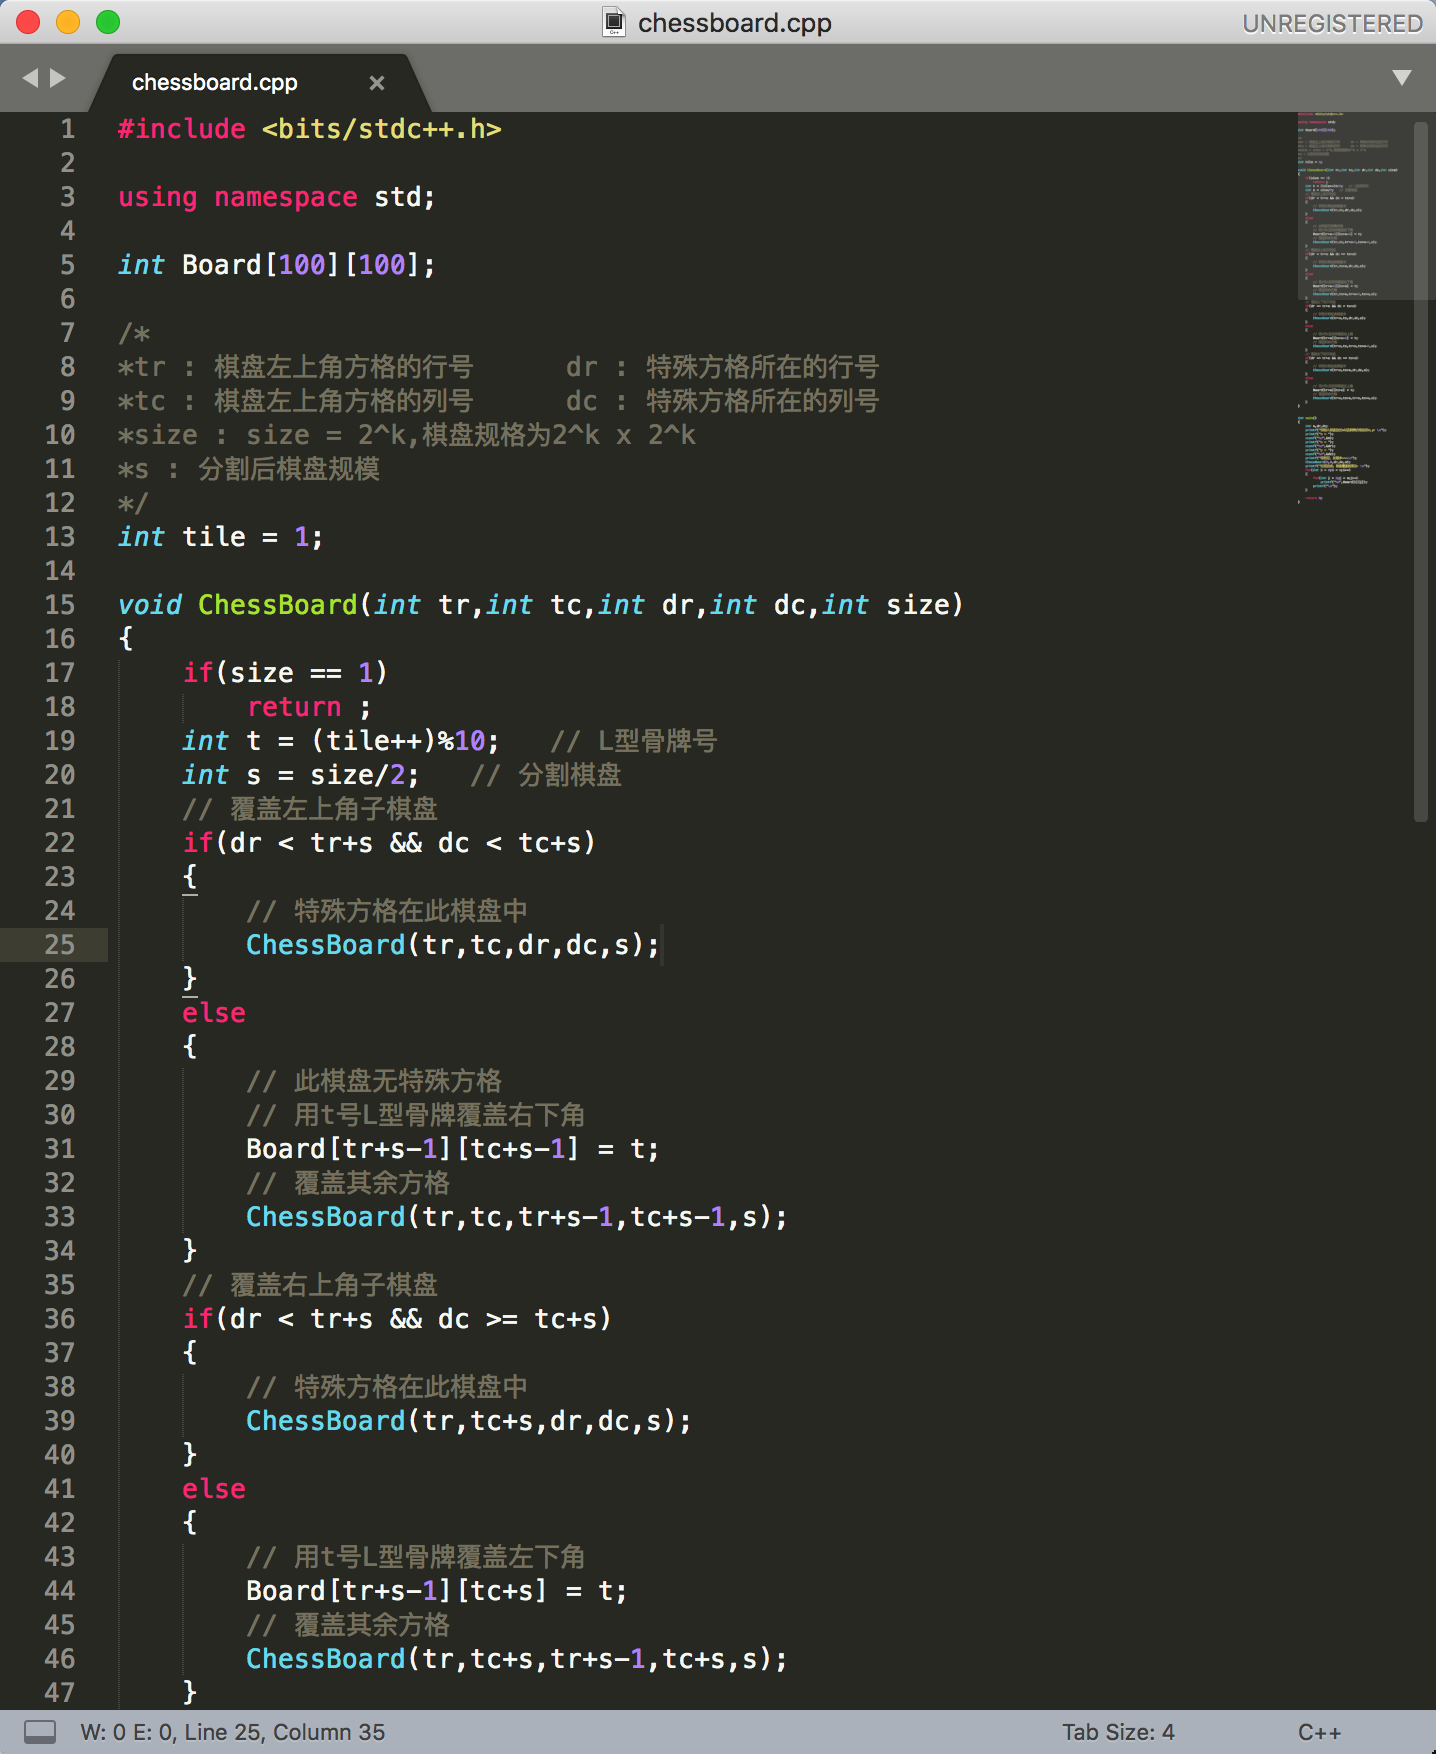 chessboard.cpp
UNREGISTERED
chessboard.cpp ×
1 #include <bits/stdc++.h>
2
3 using namespace std;
4
5 int Board[100][100];
6
7 /*
8 *tr : 棋盘左上角方格的行号 dr : 特殊方格所在的行号
9 *tc : 棋盘左上角方格的列号 dc : 特殊方格所在的列号
10 *size : size = 2^k,棋盘规格为2^k x 2^k
11 *s : 分割后棋盘规模
12 */
13 int tile = 1;
14
15 void ChessBoard(int tr,int tc,int dr,int dc,int size)
16 {
17 if(size == 1)
18 return ;
19 int t = (tile++)%10; // L型骨牌号
20 int s = size/2; // 分割棋盘
21 // 覆盖左上角子棋盘
22 if(dr < tr+s && dc < tc+s)
23 {
24 // 特殊方格在此棋盘中
25 ChessBoard(tr,tc,dr,dc,s);
26 }
27 else
28 {
29 // 此棋盘无特殊方格
30 // 用t号L型骨牌覆盖右下角
31 Board[tr+s-1][tc+s-1] = t;
32 // 覆盖其余方格
33 ChessBoard(tr,tc,tr+s-1,tc+s-1,s);
34 }
35 // 覆盖右上角子棋盘
36 if(dr < tr+s && dc >= tc+s)
37 {
38 // 特殊方格在此棋盘中
39 ChessBoard(tr,tc+s,dr,dc,s);
40 }
41 else
42 {
43 // 用t号L型骨牌覆盖左下角
44 Board[tr+s-1][tc+s] = t;
45 // 覆盖其余方格
46 ChessBoard(tr,tc+s,tr+s-1,tc+s,s);
47 }
W: 0 E: 0, Line 25, Column 35
Tab Size: 4
C++